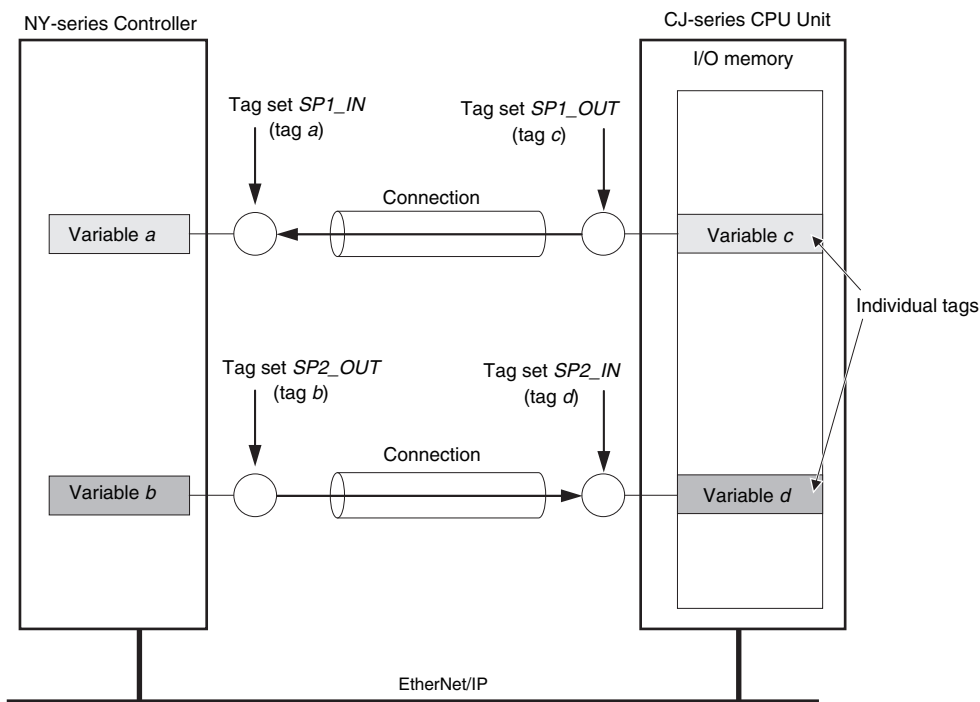 NY-series Controller
CJ-series CPU Unit
I/O memory
Tag set SP1_IN
(tag a)
Tag set SP1_OUT
(tag c)
Connection
Variable a
Variable c
Individual tags
Tag set SP2_OUT
(tag b)
Tag set SP2_IN
(tag d)
Connection
Variable b
Variable d
EtherNet/IP